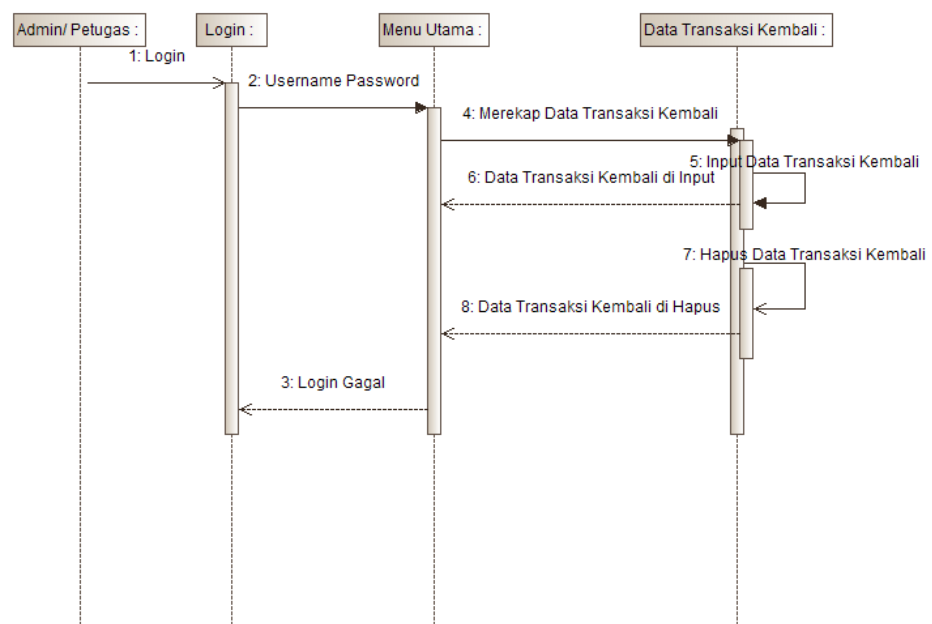 Admin/ Petugas :
Login :
Menu Utama :
Data Transaksi Kembali :
1: Login
2: Username Password
4: Merekap Data Transaksi Kembali
5: Input Data Transaksi Kembali
6: Data Transaksi Kembali di Input
7: Hapus Data Transaksi Kembali
8: Data Transaksi Kembali di Hapus
3: Login Gagal